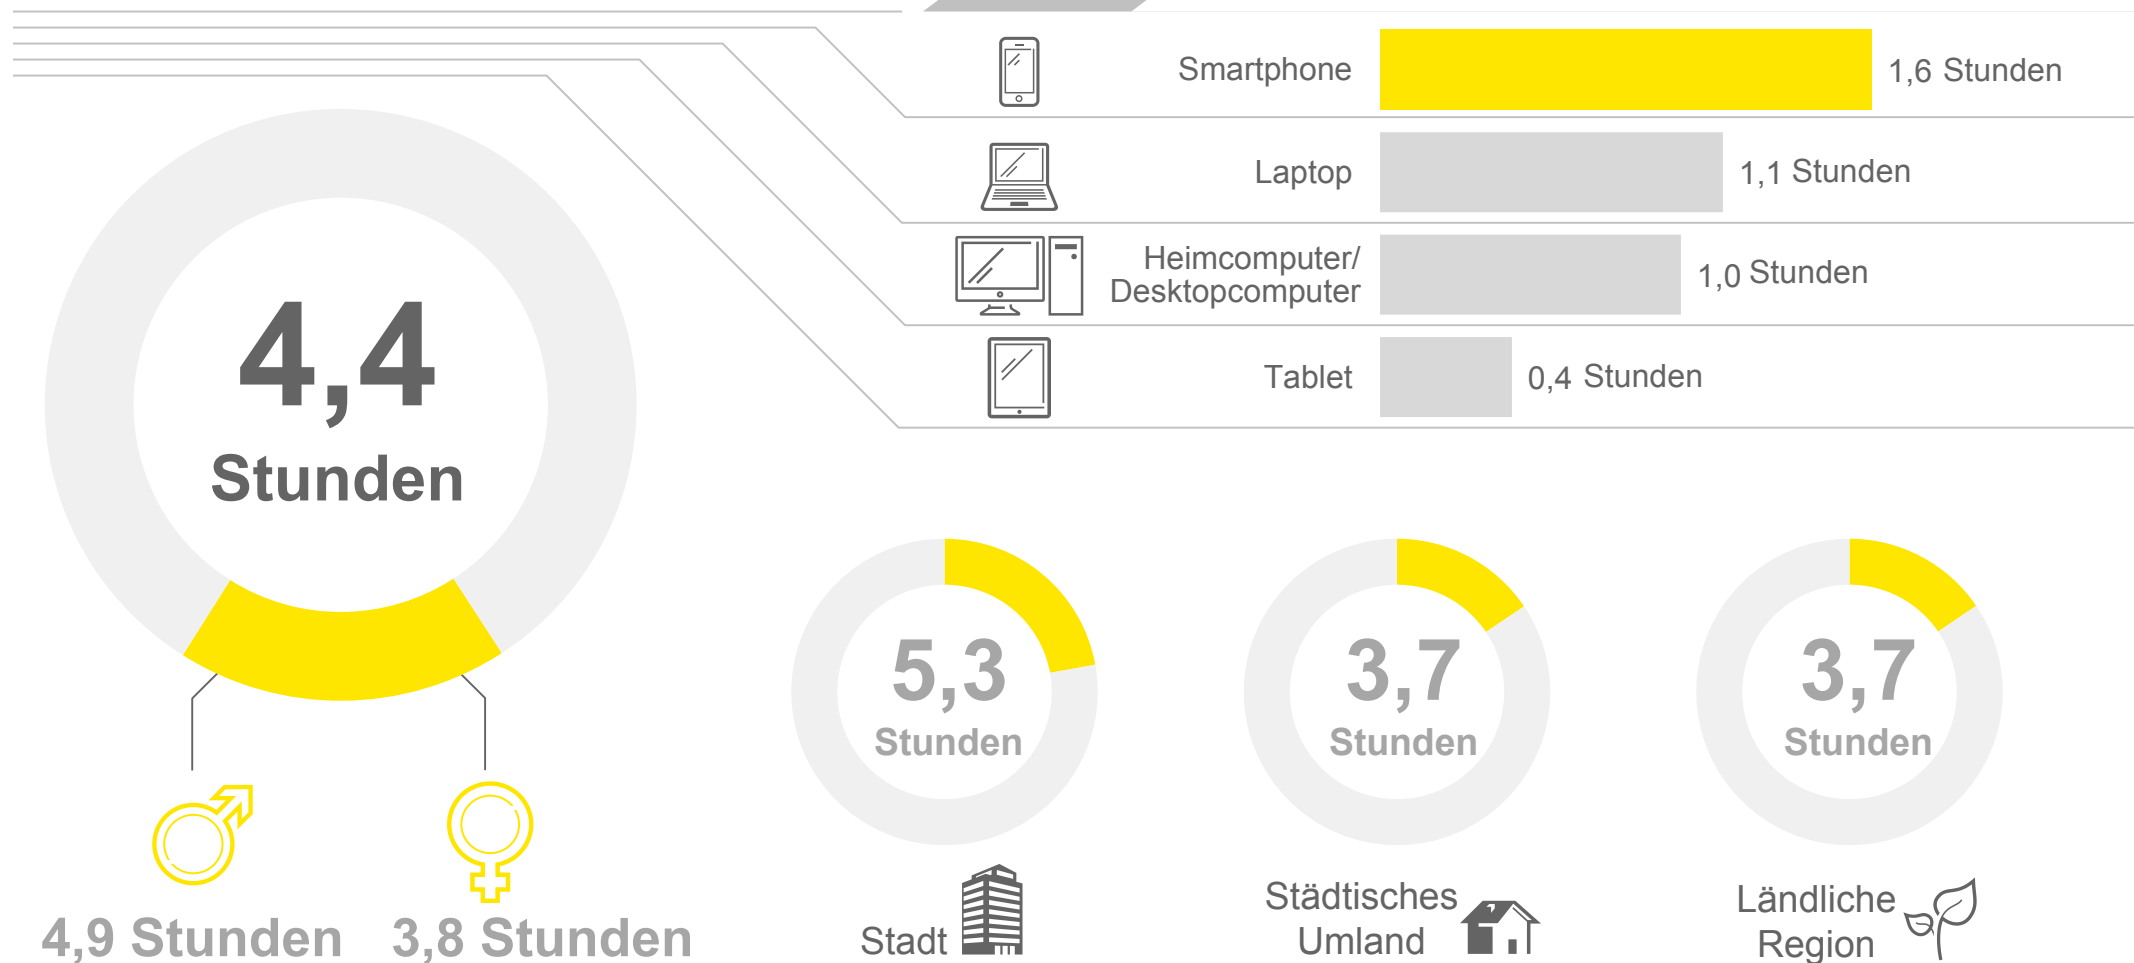 Smartphone
1,6 Stunden
Laptop
1,1 Stunden
Heimcomputer/
Desktopcomputer
1,0 Stunden
Tablet
0,4 Stunden
4,4
Stunden
4,9 Stunden
3,8 Stunden
5,3
Stunden
Stadt
3,7
Stunden
Städtisches
Umland
3,7
Stunden
Ländliche
Region